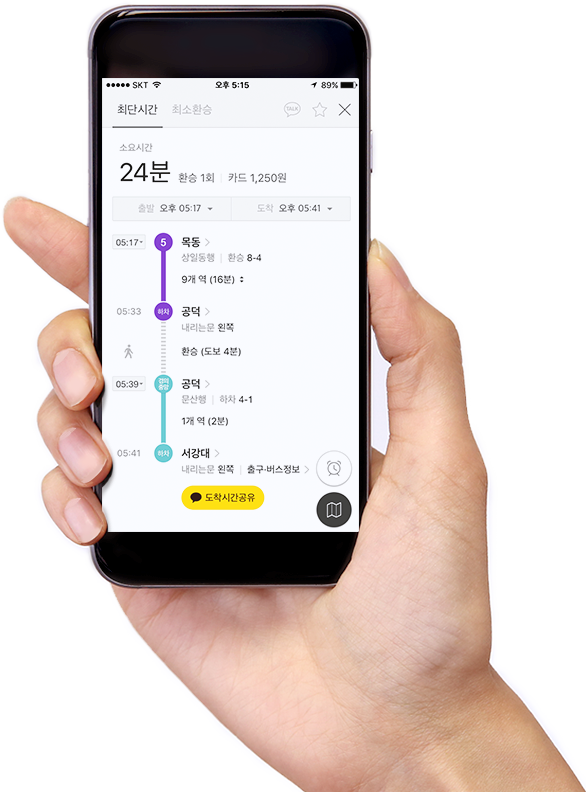 SKT 오후 5:15 89%
최단시간 최소환승 TALK
소요시간
24분 환승 1회 | 카드 1,250원
출발 오후 05:17 도착 오후 05:41
05:17 5 목동
상일동행 | 환승 8-4
9개 역 (16분)
05:33 하차 공덕
내리는문 왼쪽
환승 (도보 4분)
05:39 경의중앙 공덕
문산행 | 하차 4-1
1개 역 (2분)
05:41 하차 서강대
내리는문 왼쪽 | 출구·버스정보
도착시간공유